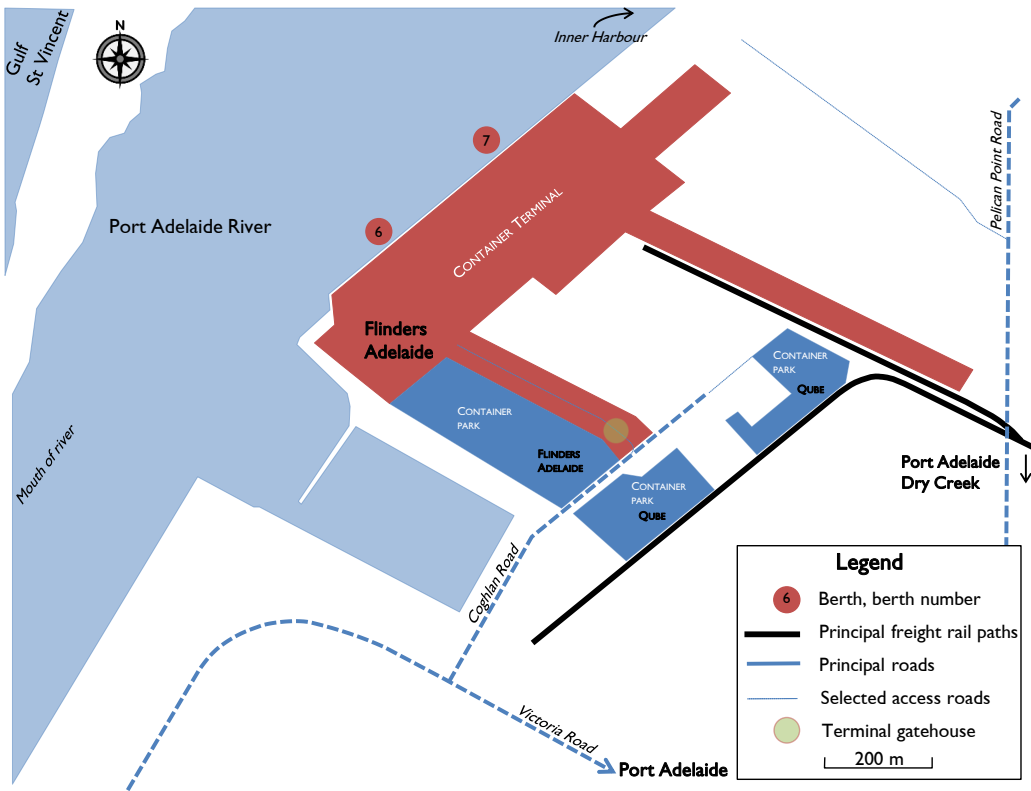 Gulf
St Vincent
N
Inner Harbour
7
6
Port Adelaide River
Container Terminal
Pelican Point Road
Flinders
Adelaide
Container
park
Qube
Container
park
Flinders
Adelaide
Container
park
Qube
Mouth of river
Port Adelaide
Dry Creek
Coghlan Road
Victoria Road
Port Adelaide
Legend
6
Berth, berth number
Principal freight rail paths
Principal roads
Selected access roads
Terminal gatehouse
200 m